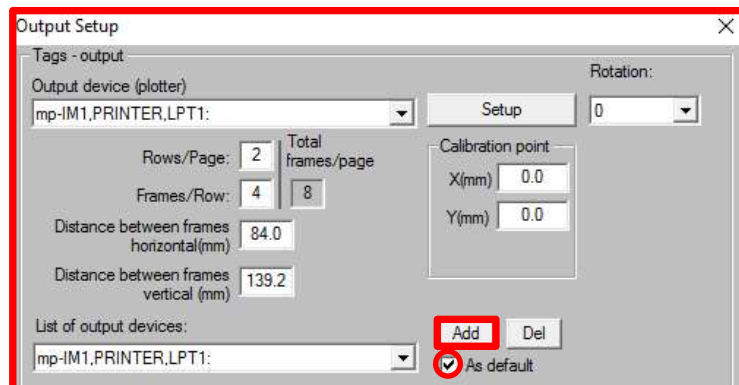 Output Setup
Tags - output
Output device (plotter)
Rotation:
mp-IM1,PRINTER,LPT1:
Setup
0
Rows/Page: 2
Total
frames/page
Frames/Row: 4
8
Calibration point
X(mm) 0.0
Y(mm) 0.0
Distance between frames
horizontal(mm) 84.0
Distance between frames
vertical (mm) 139.2
List of output devices:
Add Del
mp-IM1,PRINTER,LPT1:
As default